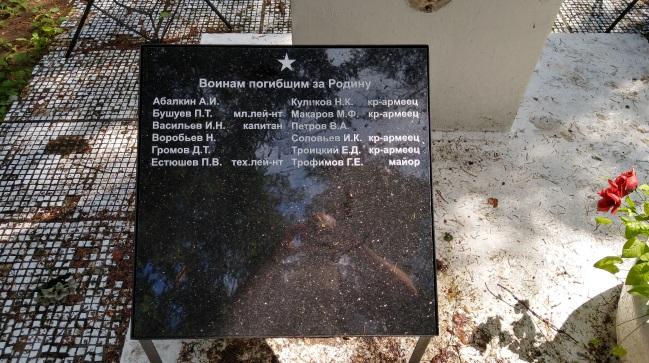 Воинам погибшим за Родину
Абалкин А.И.
Бушуев П.Т. мл.лей-нт
Васильев И.Н. капитан
Воробьев Н.
Громов Д.Т.
Естюшев П.В. тех.лей-нт
Куликов Н.К. кр-армеец
Макаров М.Ф. кр-армеец
Петров В.А.
Соловьев И.К. кр-армеец
Троицкий Е.Д. кр-армеец
Трофимов Г.Е. майор